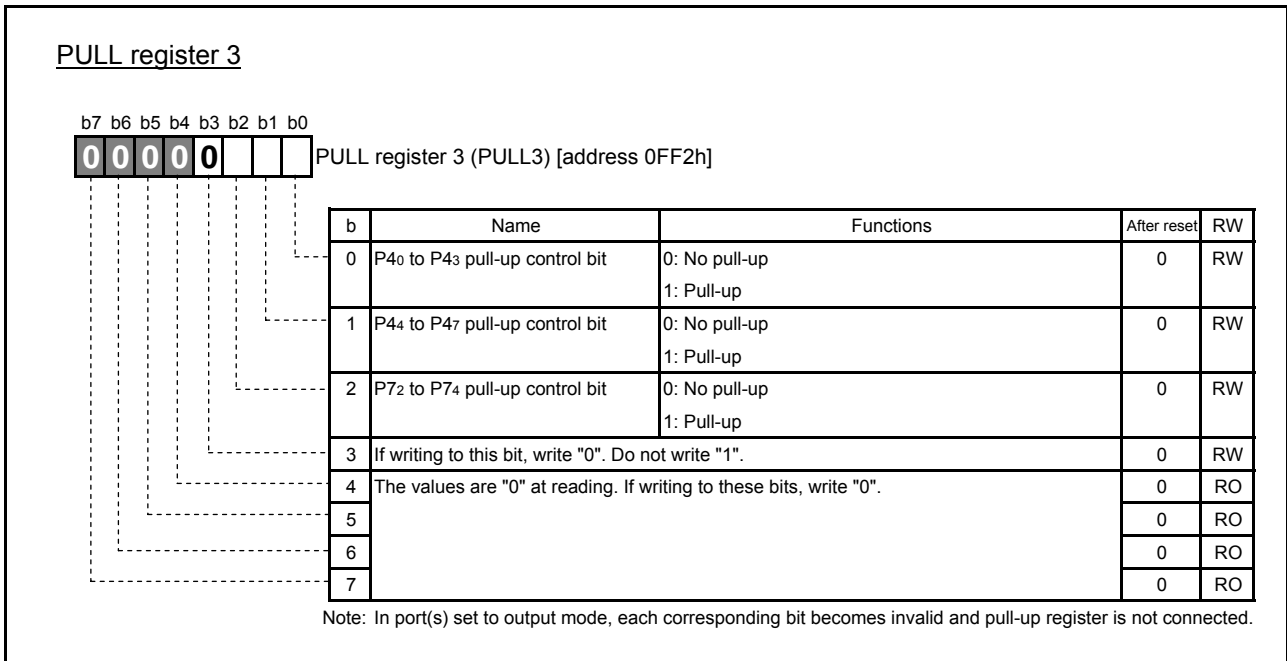 PULL register 3
b7 b6 b5 b4 b3 b2 b1 b0
0 0 0 0 0 PULL register 3 (PULL3) [address 0FF2h]
b Name Functions After reset RW
0 P40 to P43 pull-up control bit 0: No pull-up 0 RW
1: Pull-up
1 P44 to P47 pull-up control bit 0: No pull-up 0 RW
1: Pull-up
2 P72 to P74 pull-up control bit 0: No pull-up 0 RW
1: Pull-up
3 If writing to this bit, write "0". Do not write "1". 0 RW
4 The values are "0" at reading. If writing to these bits, write "0". 0 RO
5 0 RO
6 0 RO
7 0 RO
Note: In port(s) set to output mode, each corresponding bit becomes invalid and pull-up register is not connected.